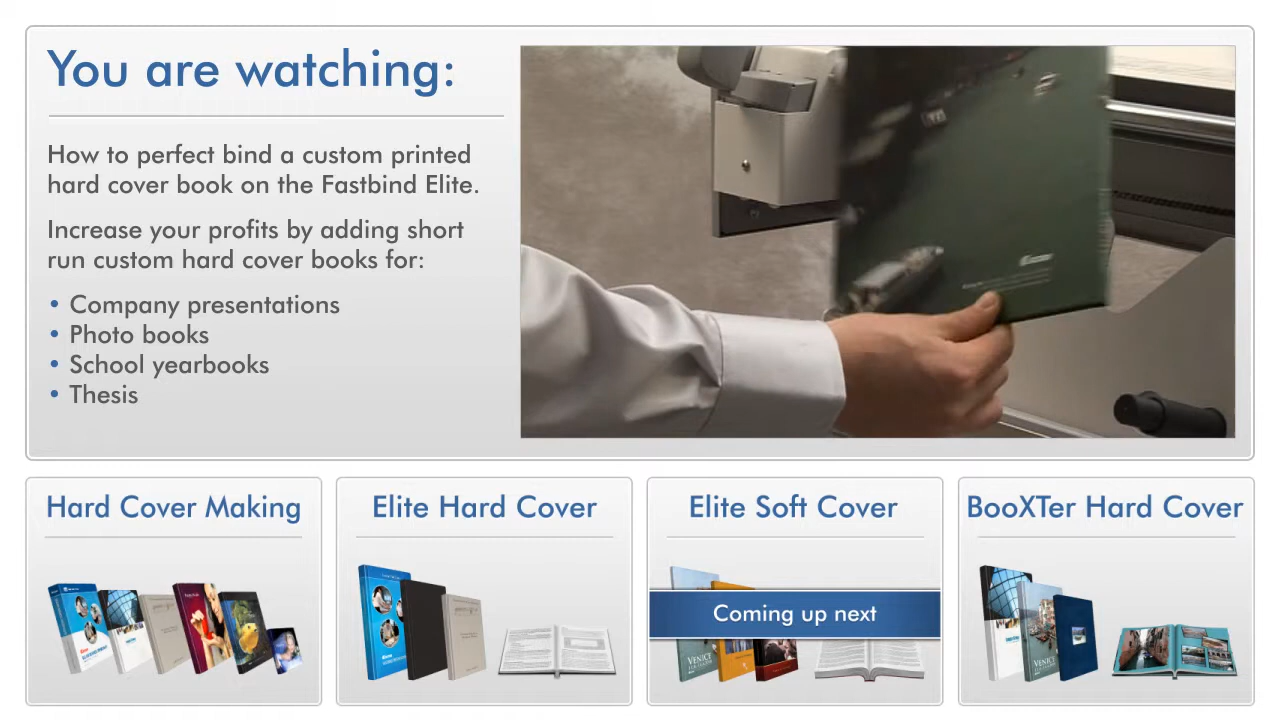 You are watching:
How to perfect bind a custom printed
hard cover book on the Fastbind Elite.
Increase your profits by adding short
run custom hard cover books for:
• Company presentations
• Photo books
• School yearbooks
• Thesis
Hard Cover Making
Elite Hard Cover
Elite Soft Cover
BooXTer Hard Cover
Coming up next
VENICE
VENICE